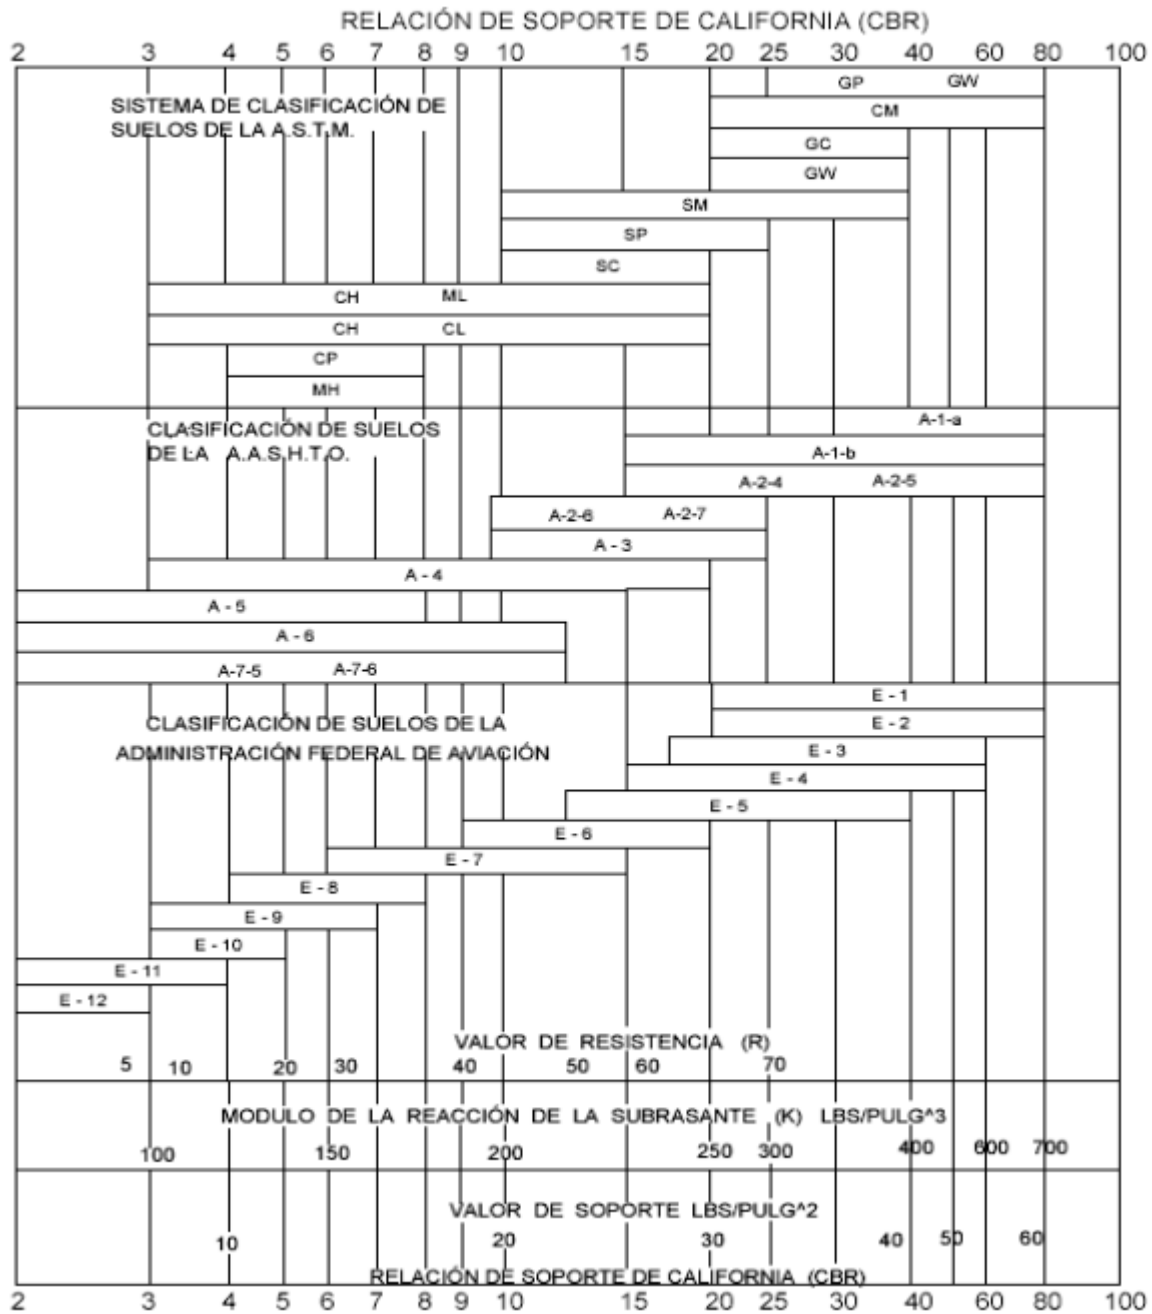 RELACIÓN DE SOPORTE DE CALIFORNIA (CBR)
2 3 4 5 6 7 8 9 10 15 20 25 30 40 60 80 100
GP GW
SISTEMA DE CLASIFICACIÓN DE
SUELOS DE LA A.S.T.M.
CM
GC
GW
SM
SP
SC
CH ML
CH CL
CP
MH
CLASIFICACIÓN DE SUELOS
DE LA A.A.S.H.T.O.
A-1-a
A-1-b
A-2-4 A-2-5
A-2-6 A-2-7
A - 3
A - 4
A - 5
A - 6
A-7-5 A-7-6
CLASIFICACIÓN DE SUELOS DE LA
ADMINISTRACIÓN FEDERAL DE AVIACIÓN
E - 1
E - 2
E - 3
E - 4
E - 5
E - 6
E - 7
E - 8
E - 9
E - 10
E - 11
E - 12
VALOR DE RESISTENCIA (R)
5 10 20 30 40 50 60 70
MODULO DE LA REACCIÓN DE LA SUBRASANTE (K) LBS/PULG^3
100 150 200 250 300 400 600 700
VALOR DE SOPORTE LBS/PULG^2
10 20 30 40 50 60
RELACIÓN DE SOPORTE DE CALIFORNIA (CBR)
2 3 4 5 6 7 8 9 10 15 20 25 30 40 60 80 100